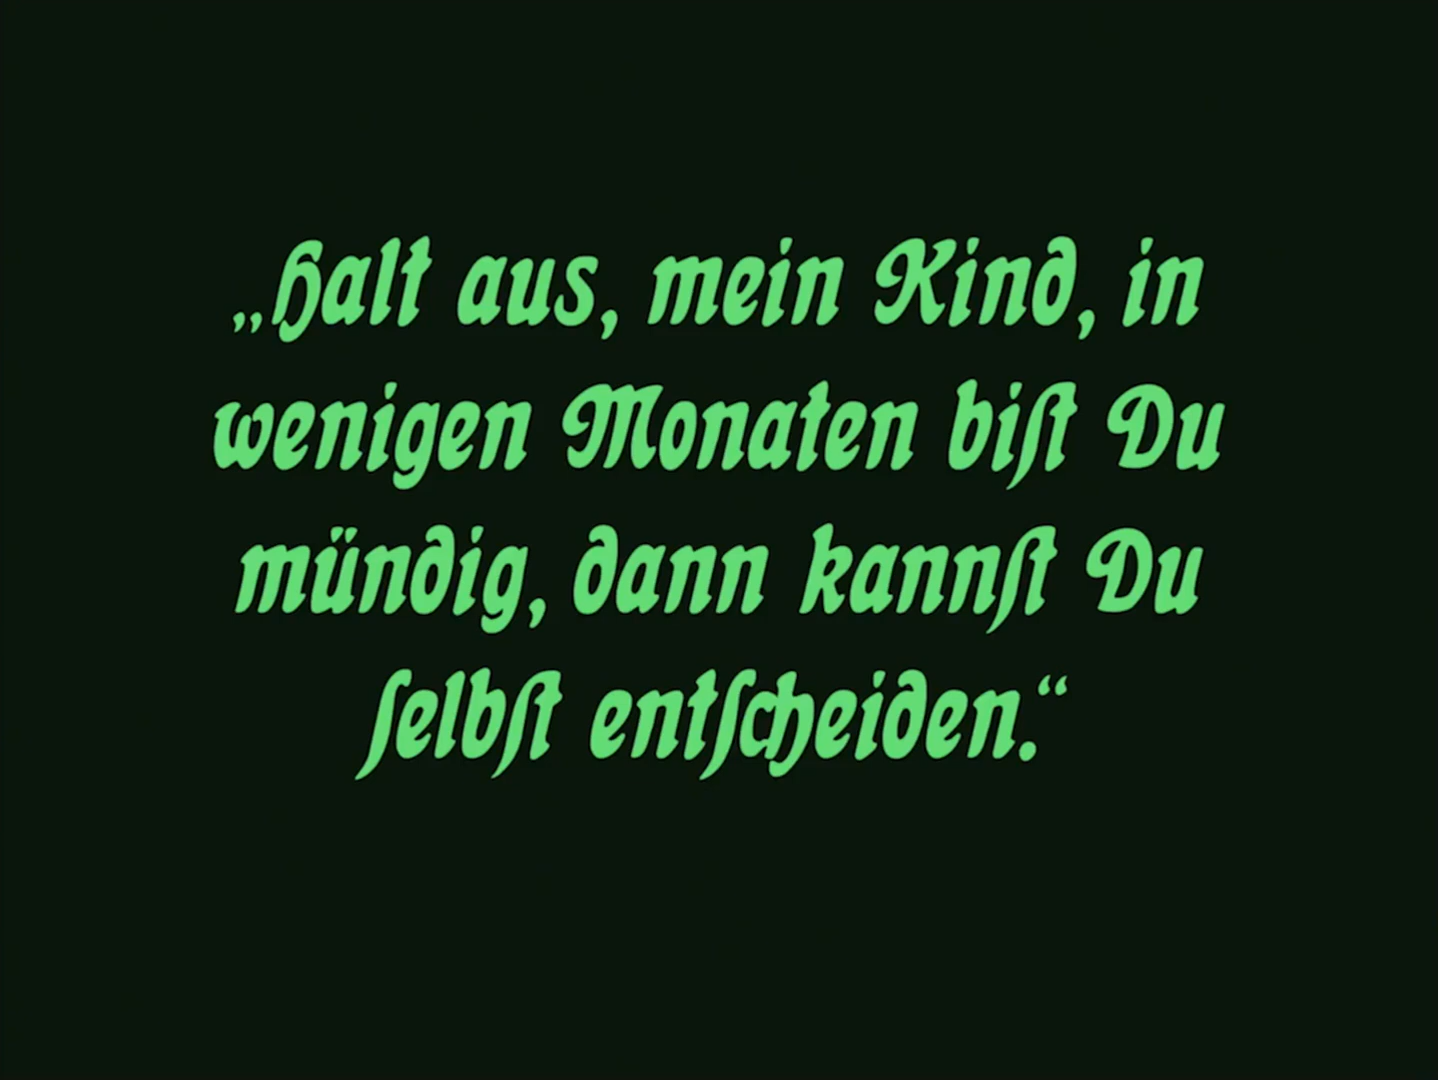 „Halt aus, mein Kind, in
wenigen Monaten biſt Du
mündig, dann kannſt Du
ſelbſt entſcheiden.“